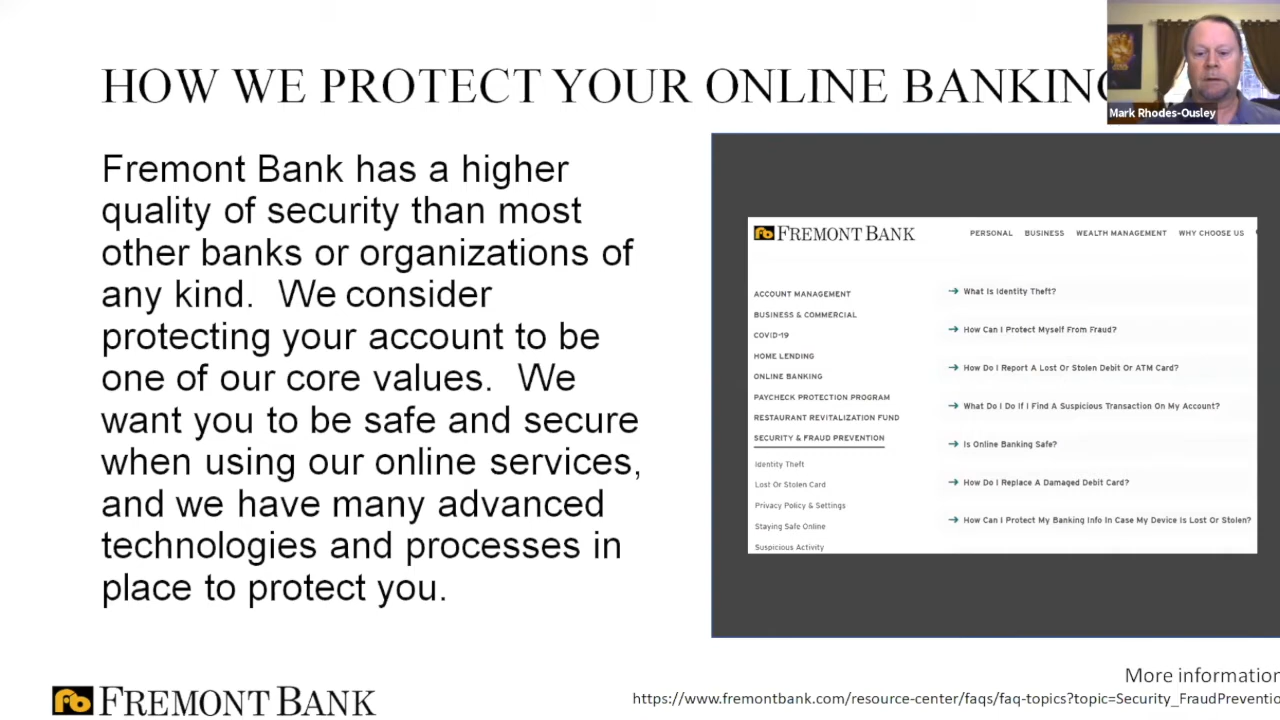 HOW WE PROTECT YOUR ONLINE BANKING
Mark Rhodes-Ousley
Fremont Bank has a higher
quality of security than most
other banks or organizations of
any kind.  We consider
protecting your account to be
one of our core values.  We
want you to be safe and secure
when using our online services,
and we have many advanced
technologies and processes in
place to protect you.
fb FREMONT BANK
PERSONAL BUSINESS WEALTH MANAGEMENT WHY CHOOSE US
ACCOUNT MANAGEMENT
BUSINESS & COMMERCIAL
COVID-19
HOME LENDING
ONLINE BANKING
PAYCHECK PROTECTION PROGRAM
RESTAURANT REVITALIZATION FUND
SECURITY & FRAUD PREVENTION
Identity Theft
Lost Or Stolen Card
Privacy Policy & Settings
Staying Safe Online
Suspicious Activity
What Is Identity Theft?
How Can I Protect Myself From Fraud?
How Do I Report A Lost Or Stolen Debit Or ATM Card?
What Do I Do If I Find A Suspicious Transaction On My Account?
Is Online Banking Safe?
How Do I Replace A Damaged Debit Card?
How Can I Protect My Banking Info In Case My Device Is Lost Or Stolen?
More information
https://www.fremontbank.com/resource-center/faqs/faq-topics?topic=Security_FraudPreventio
fb FREMONT BANK